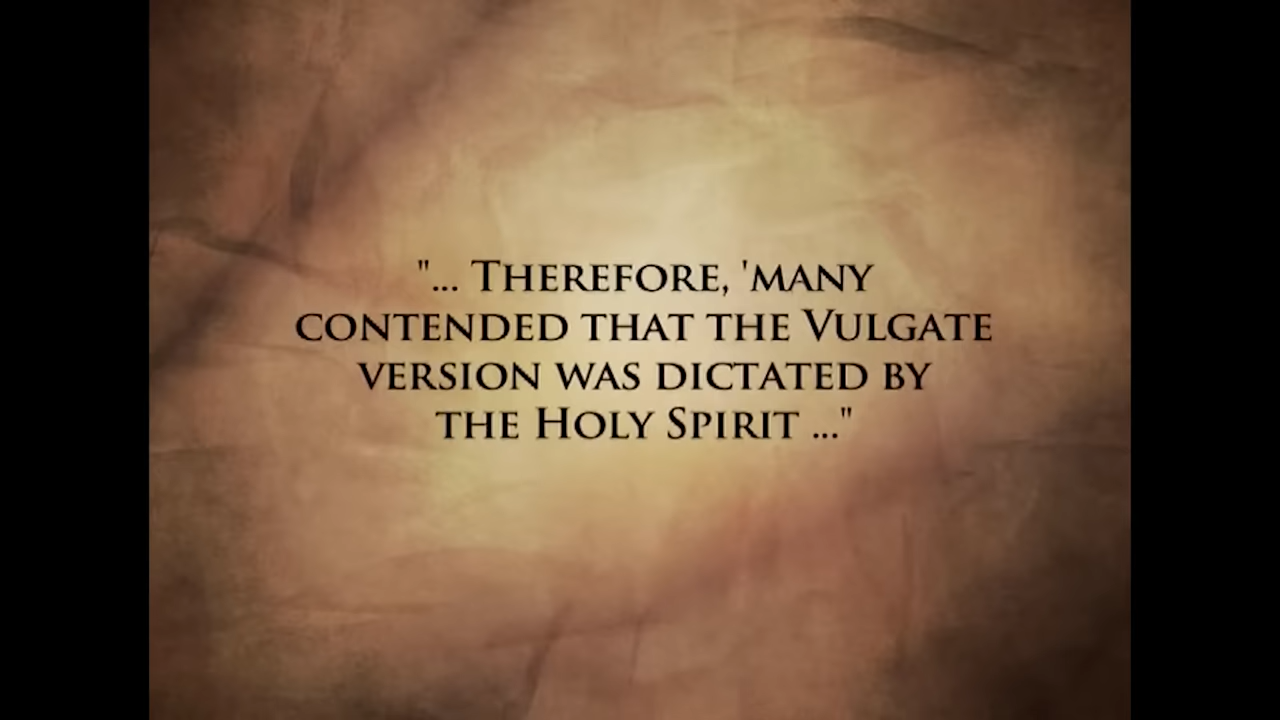 "... Therefore, 'many
contended that the Vulgate
version was dictated by
the Holy Spirit ..."